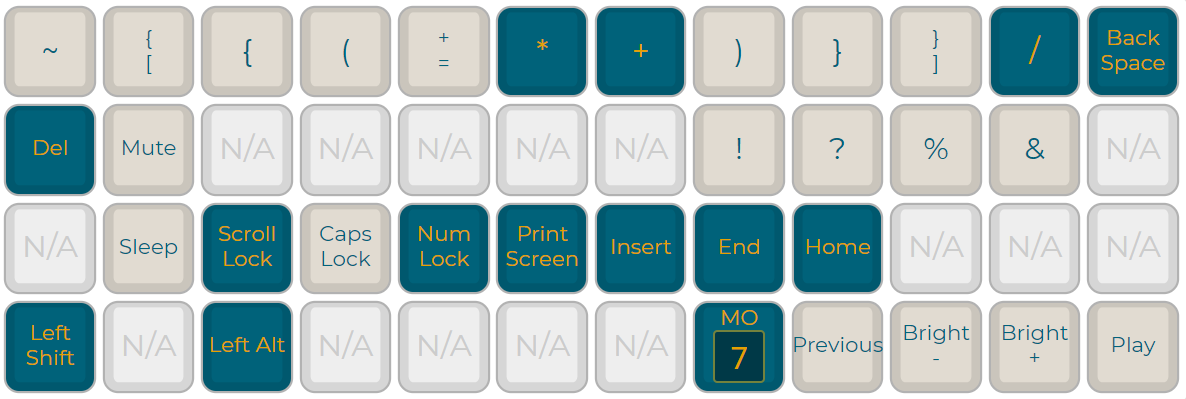 ~ { [ { ( + = * + ) } } ] / Back Space
Del Mute N/A N/A N/A N/A N/A ! ? % & N/A
N/A Sleep Scroll Lock Caps Lock Num Lock Print Screen Insert End Home N/A N/A N/A
Left Shift N/A Left Alt N/A N/A N/A N/A MO 7 Previous Bright - Bright + Play